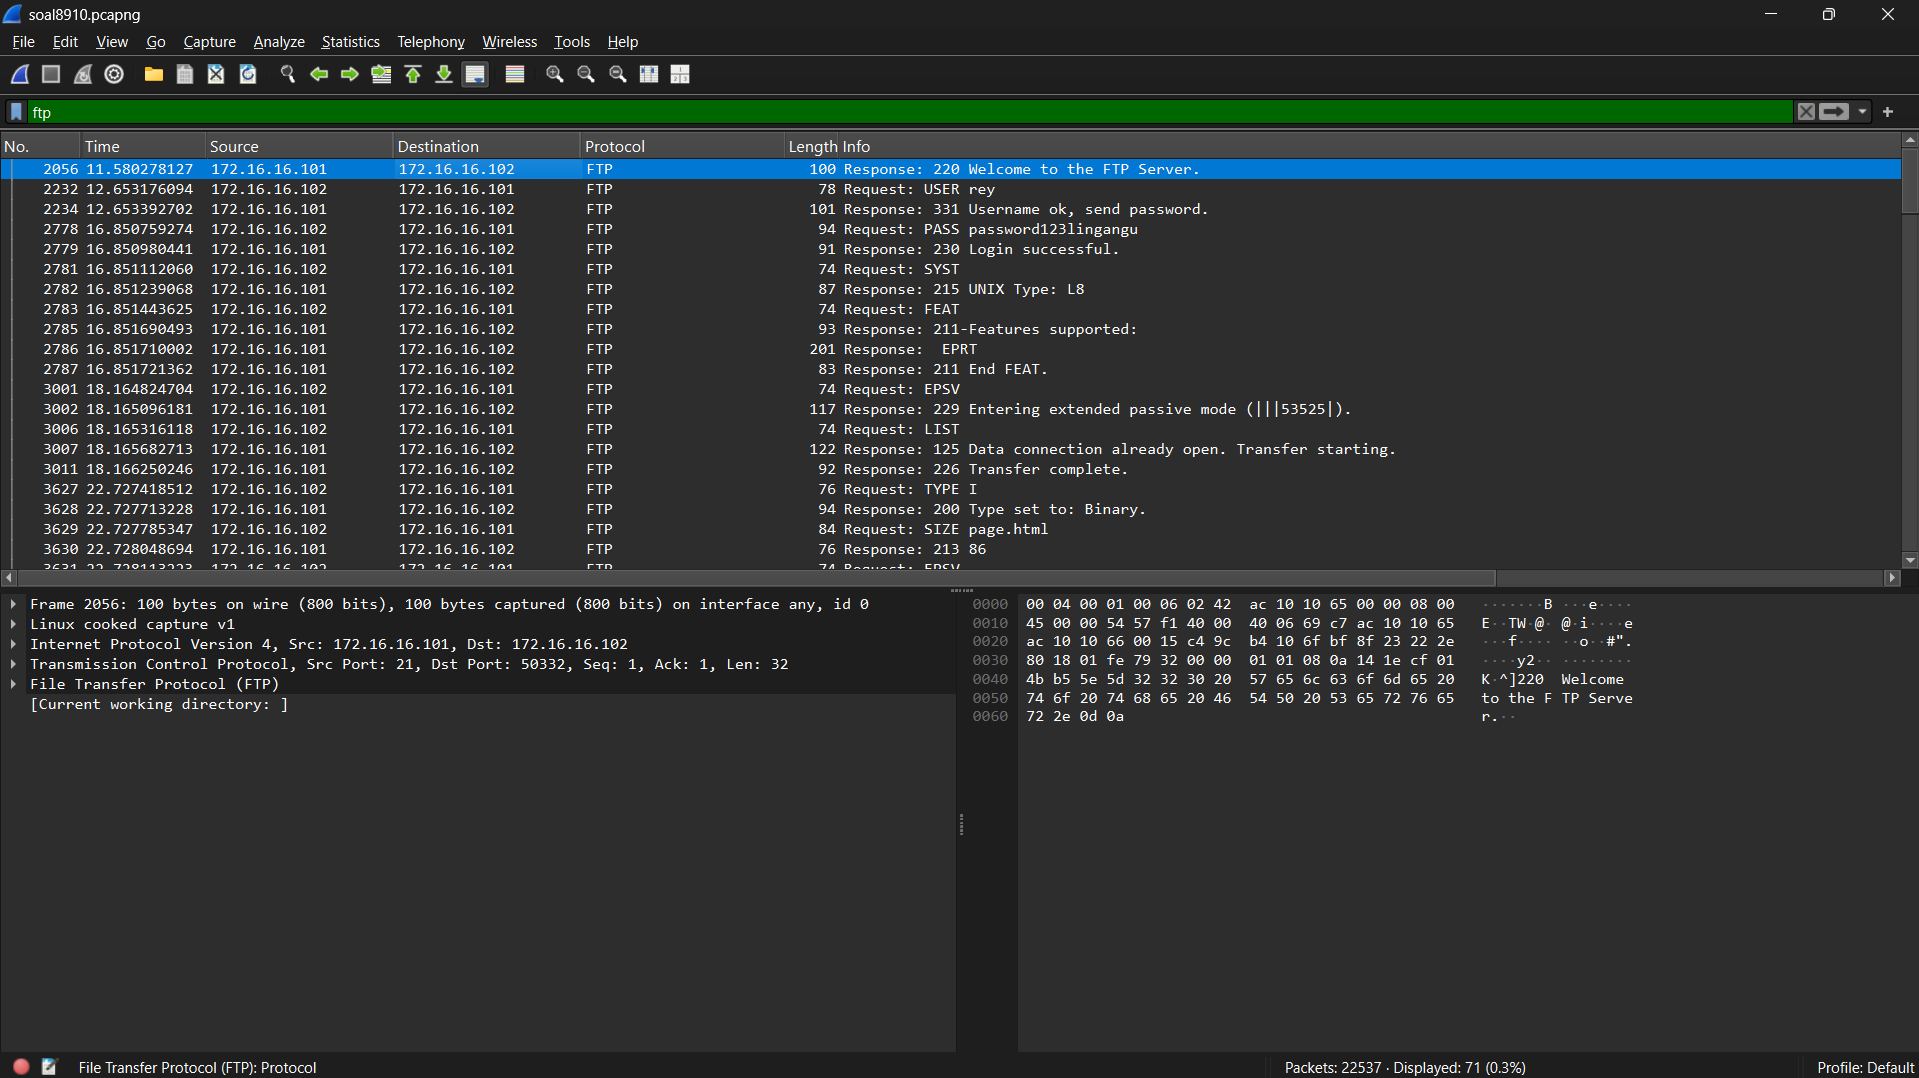 soal8910.pcapng
File Edit View Go Capture Analyze Statistics Telephony Wireless Tools Help
ftp
No. Time Source Destination Protocol Length Info
2056 11.580278127 172.16.16.101 172.16.16.102 FTP 100 Response: 220 Welcome to the FTP Server.
2232 12.653176094 172.16.16.102 172.16.16.101 FTP 78 Request: USER rey
2234 12.653392702 172.16.16.101 172.16.16.102 FTP 101 Response: 331 Username ok, send password.
2778 16.850759274 172.16.16.102 172.16.16.101 FTP 94 Request: PASS password123lingangu
2779 16.850980441 172.16.16.101 172.16.16.102 FTP 91 Response: 230 Login successful.
2781 16.851112060 172.16.16.102 172.16.16.101 FTP 74 Request: SYST
2782 16.851239068 172.16.16.101 172.16.16.102 FTP 87 Response: 215 UNIX Type: L8
2783 16.851443625 172.16.16.102 172.16.16.101 FTP 74 Request: FEAT
2785 16.851690493 172.16.16.101 172.16.16.102 FTP 93 Response: 211-Features supported:
2786 16.851710002 172.16.16.101 172.16.16.102 FTP 201 Response: EPRT
2787 16.851721362 172.16.16.101 172.16.16.102 FTP 83 Response: 211 End FEAT.
3001 18.164824704 172.16.16.102 172.16.16.101 FTP 74 Request: EPSV
3002 18.165096181 172.16.16.101 172.16.16.102 FTP 117 Response: 229 Entering extended passive mode (|||53525|).
3006 18.165316118 172.16.16.102 172.16.16.101 FTP 74 Request: LIST
3007 18.165682713 172.16.16.101 172.16.16.102 FTP 122 Response: 125 Data connection already open. Transfer starting.
3011 18.166250246 172.16.16.101 172.16.16.102 FTP 92 Response: 226 Transfer complete.
3627 22.727418512 172.16.16.102 172.16.16.101 FTP 76 Request: TYPE I
3628 22.727713228 172.16.16.101 172.16.16.102 FTP 94 Response: 200 Type set to: Binary.
3629 22.727785347 172.16.16.102 172.16.16.101 FTP 84 Request: SIZE page.html
3630 22.728048694 172.16.16.101 172.16.16.102 FTP 76 Response: 213 86
Frame 2056: 100 bytes on wire (800 bits), 100 bytes captured (800 bits) on interface any, id 0
Linux cooked capture v1
Internet Protocol Version 4, Src: 172.16.16.101, Dst: 172.16.16.102
Transmission Control Protocol, Src Port: 21, Dst Port: 50332, Seq: 1, Ack: 1, Len: 32
File Transfer Protocol (FTP)
[Current working directory: ]
0000 00 04 00 01 00 06 02 42 ac 10 10 65 00 00 08 00 ·······B ···e····
0010 45 00 00 54 57 f1 40 00 40 06 69 c7 ac 10 10 65 E··TW·@· @·i····e
0020 ac 10 10 66 00 15 c4 9c b4 10 6f bf 8f 23 22 2e ···f···· ··o··#".
0030 80 18 01 fe 79 32 00 00 01 01 08 0a 14 1e cf 01 ····y2·· ········
0040 4b b5 5e 5d 32 32 30 20 57 65 6c 63 6f 6d 65 20 K·^]220 Welcome
0050 74 6f 20 74 68 65 20 46 54 50 20 53 65 72 76 65 to the F TP Serve
0060 72 2e 0d 0a r.··
File Transfer Protocol (FTP): Protocol
Packets: 22537 · Displayed: 71 (0.3%)
Profile: Default